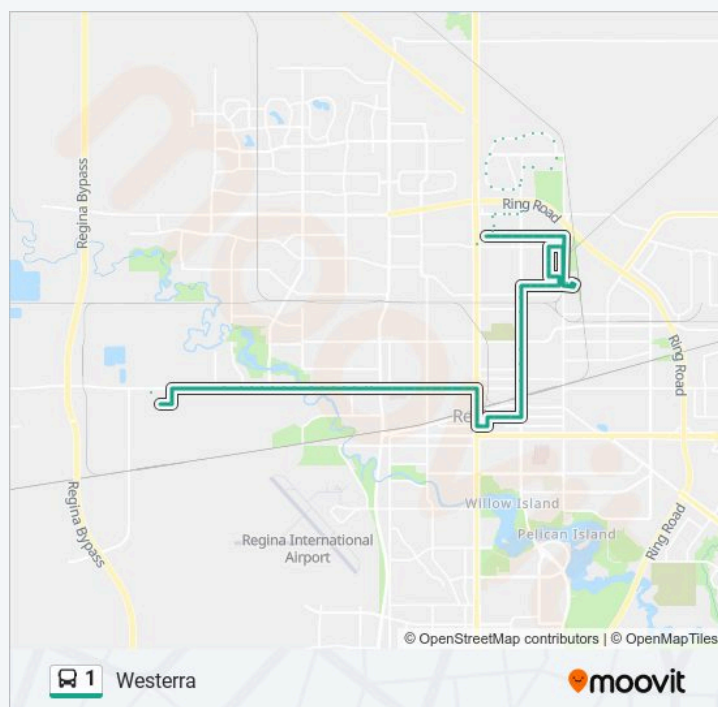 Regina Bypass
Ring Road
Ring Road
Re
Willow Island
Regina Bypass
Pelican Island
Ring Road
Regina International
Airport
© OpenStreetMap contributors | © OpenMapTiles
1 Westerra
moovit
moovit